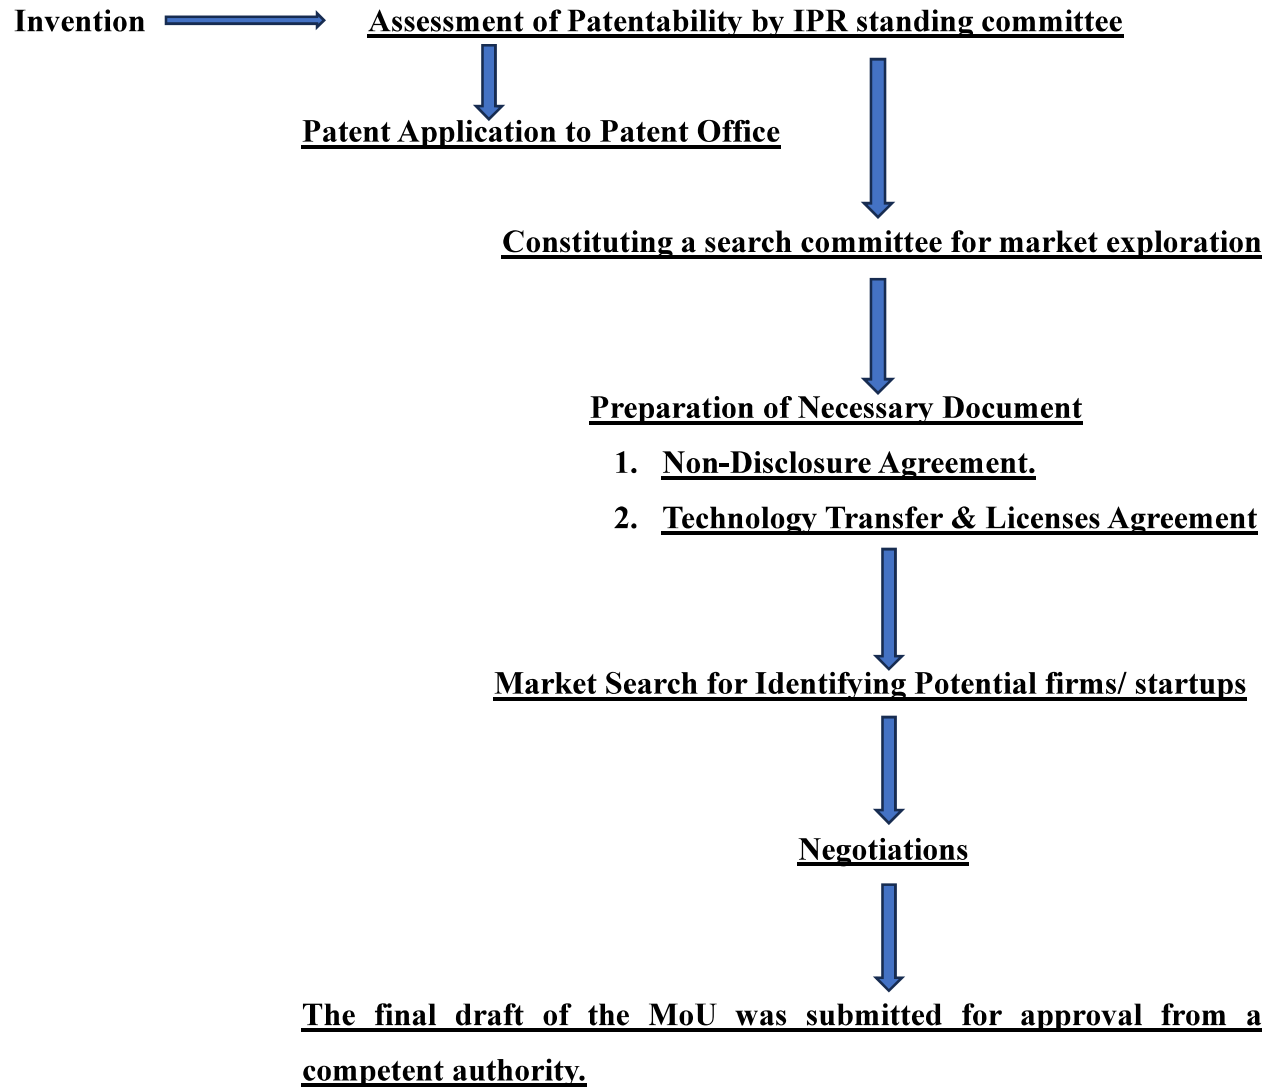 Invention
Assessment of Patentability by IPR standing committee
Patent Application to Patent Office
Constituting a search committee for market exploration
Preparation of Necessary Document
1. Non-Disclosure Agreement.
2. Technology Transfer & Licenses Agreement
Market Search for Identifying Potential firms/ startups
Negotiations
The final draft of the MoU was submitted for approval from a
competent authority.